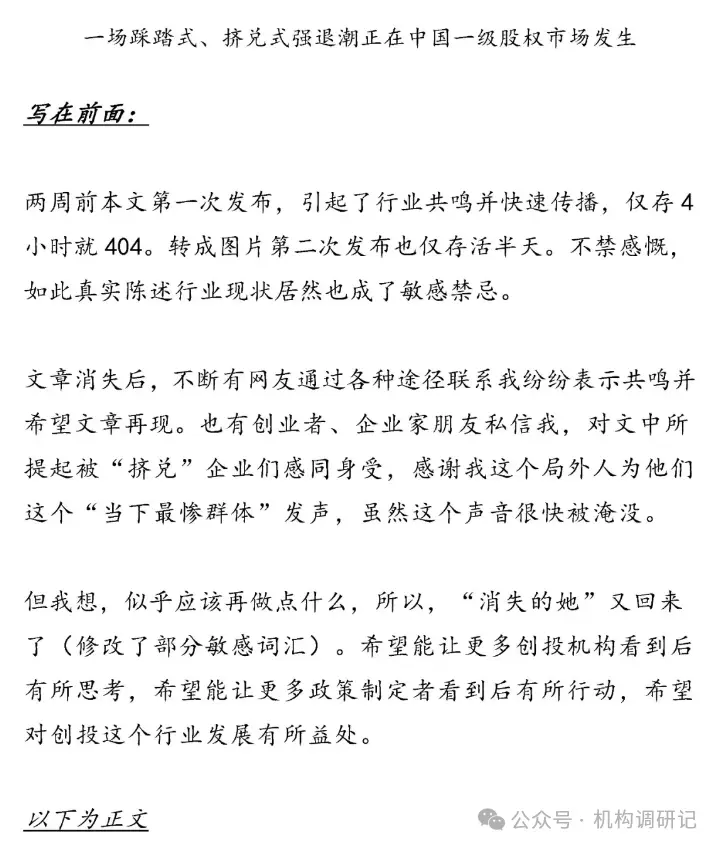 一场踩踏式、挤兑式强退潮正在中国一级股权市场发生
写在前面：
两周前本文第一次发布，引起了行业共鸣并快速传播，仅存 4
小时就 404。转成图片第二次发布也仅存活半天。不禁感慨，
如此真实陈述行业现状居然也成了敏感禁忌。
文章消失后，不断有网友通过各种途径联系我纷纷表示共鸣并
希望文章再现。也有创业者、企业家朋友私信我，对文中所
提起被“挤兑”企业们感同身受，感谢我这个局外人为他们
这个“当下最惨群体”发声，虽然这个声音很快被淹没。
但我想，似乎应该再做点什么，所以，“消失的她”又回来
了（修改了部分敏感词汇）。希望能让更多创投机构看到后
有所思考，希望能让更多政策制定者看到后有所行动，希望
对创投这个行业发展有所益处。
以下为正文
公众号·机构调研记